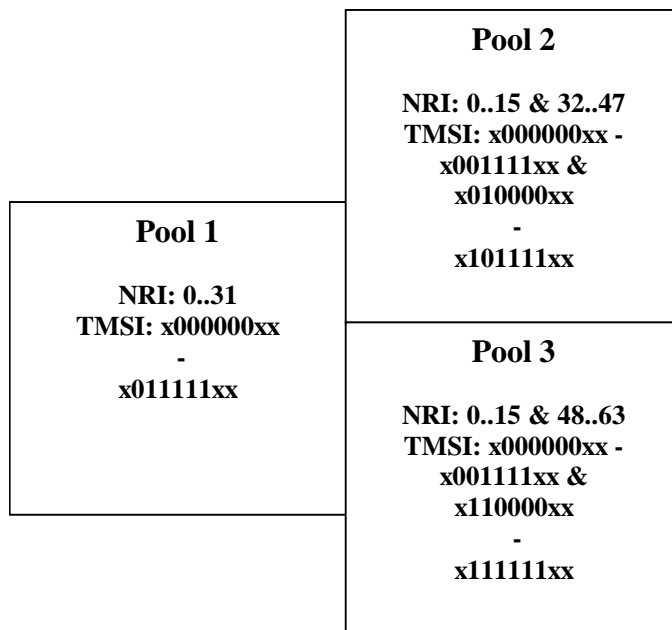 Pool 2
NRI: 0..15 & 32..47
TMSI: x000000xx -
x001111xx &
x010000xx
-
x101111xx
Pool 1
NRI: 0..31
TMSI: x000000xx
-
x011111xx
Pool 3
NRI: 0..15 & 48..63
TMSI: x000000xx -
x001111xx &
x110000xx
-
x111111xx